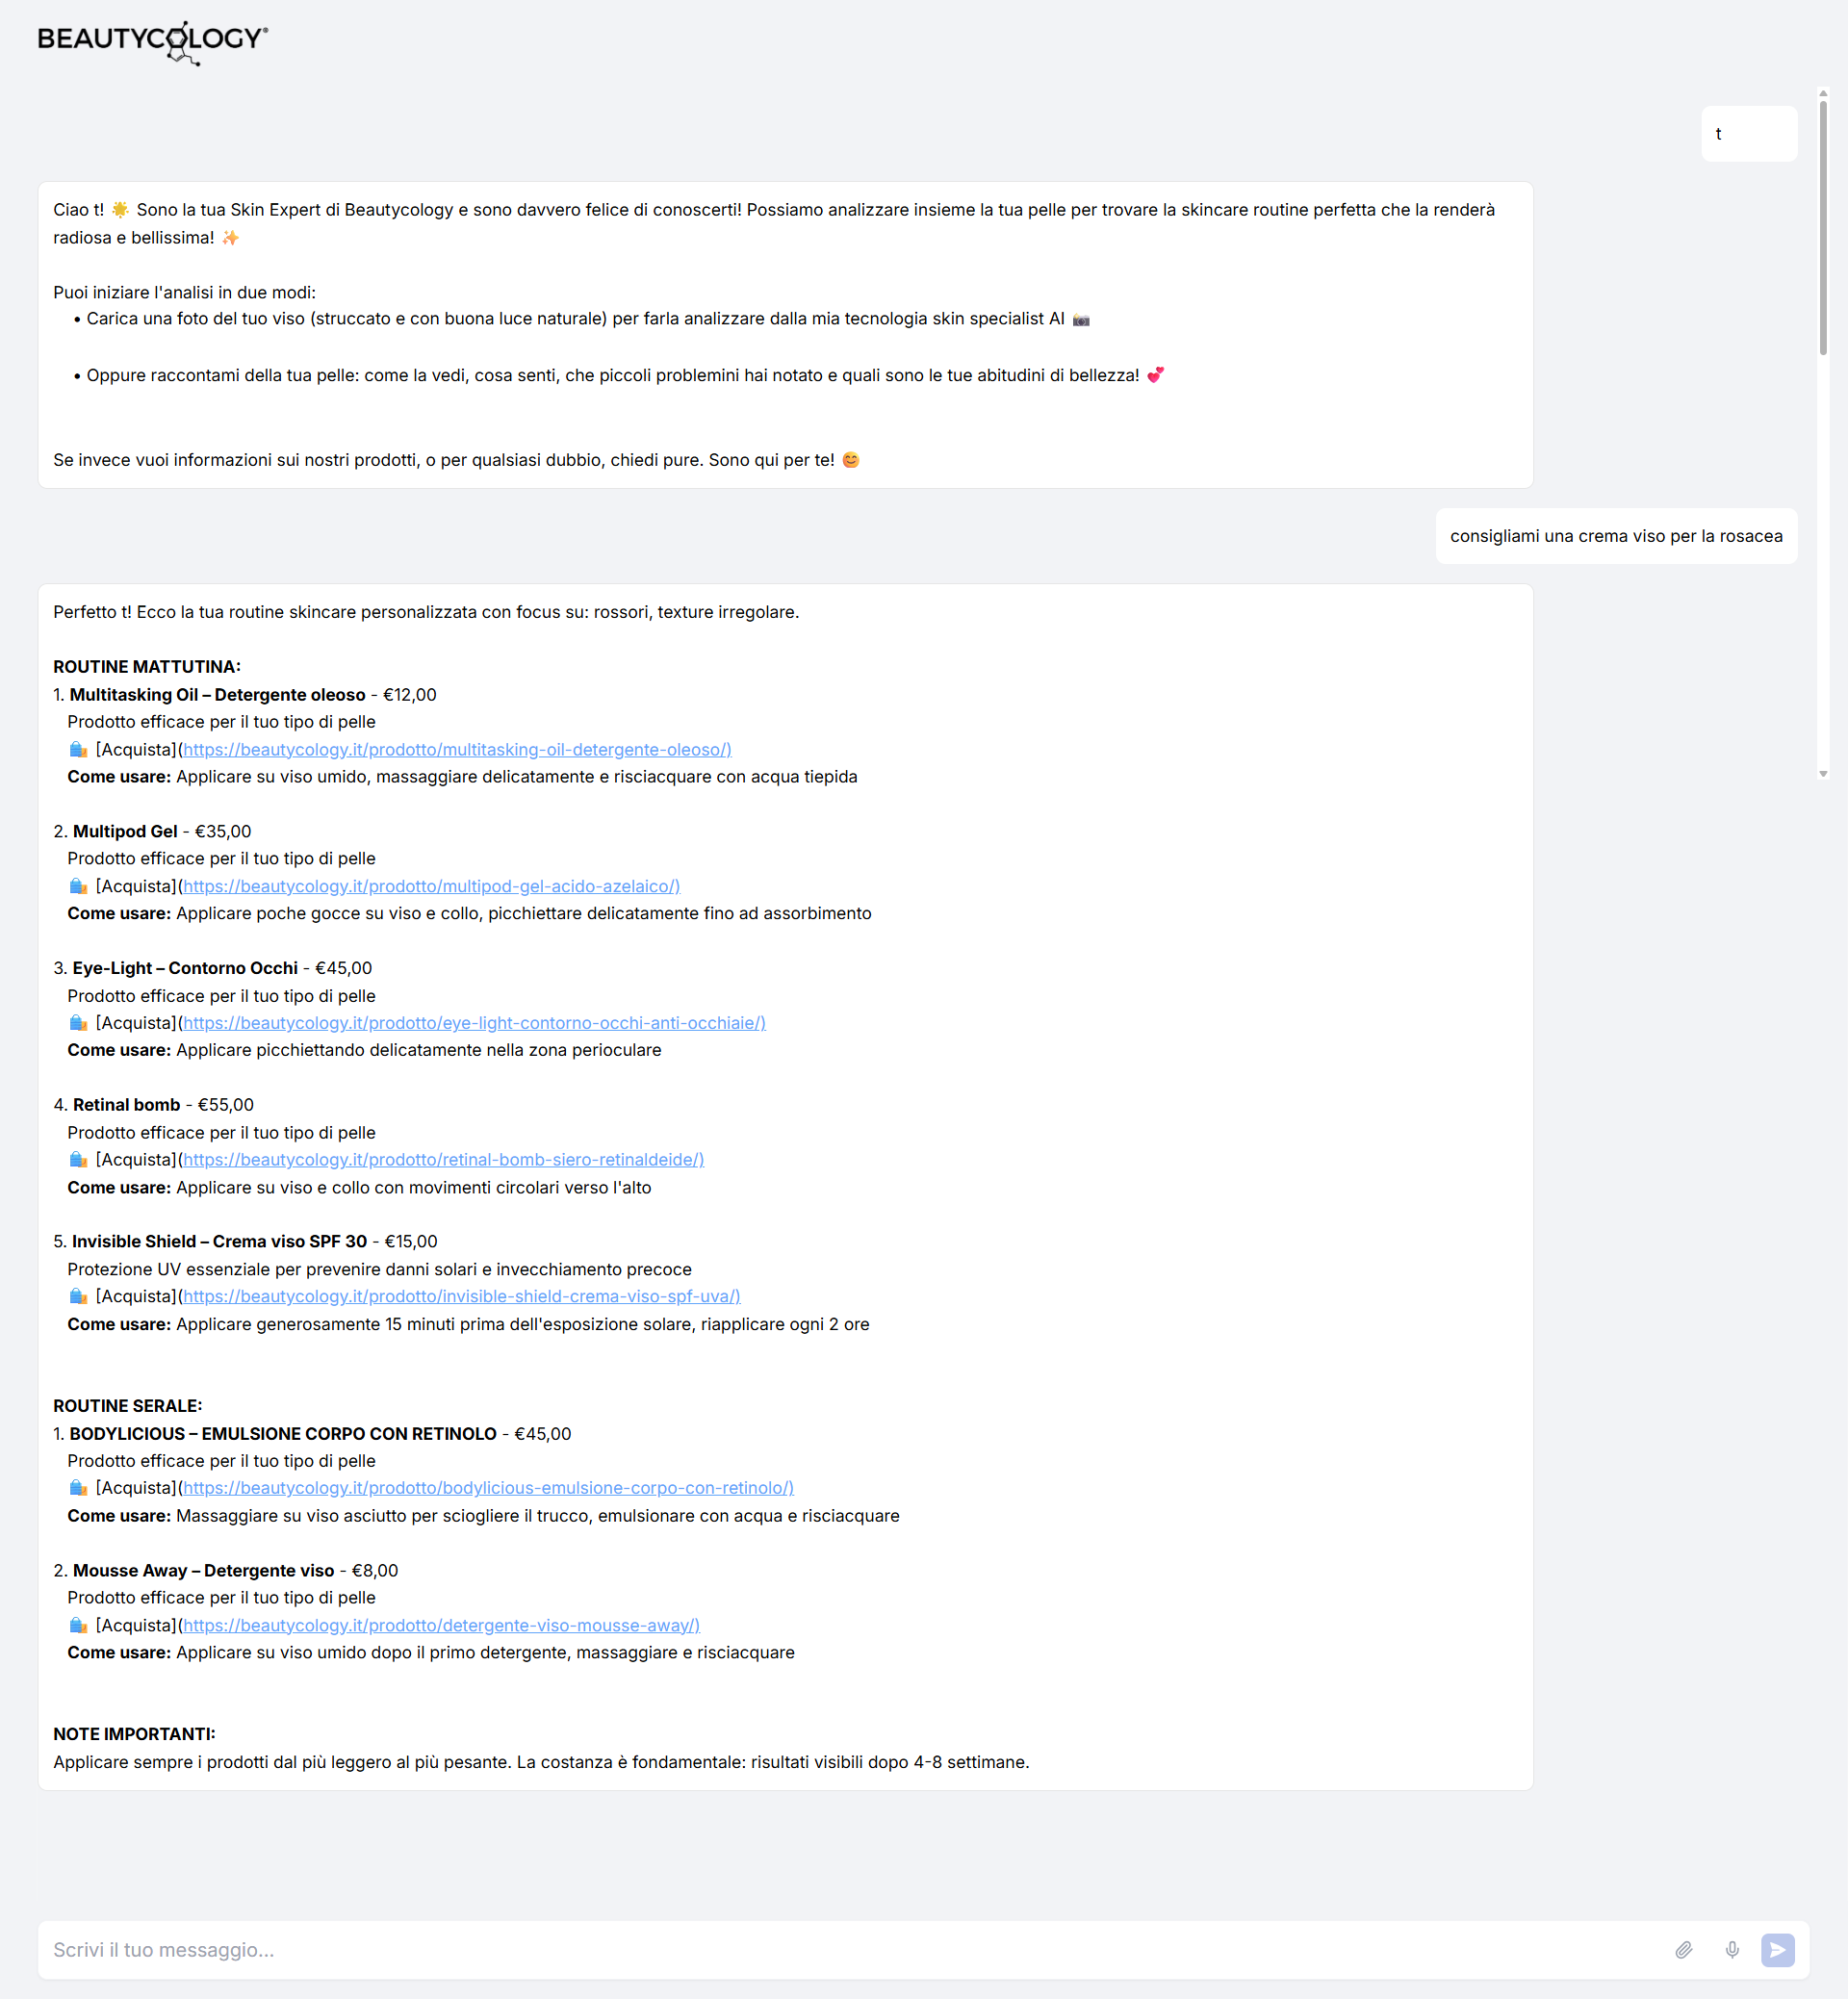 BEAUTYCOLOGY®
t
Ciao t! 🌟 Sono la tua Skin Expert di Beautycology e sono davvero felice di conoscerti! Possiamo analizzare insieme la tua pelle per trovare la skincare routine perfetta che la renderà
radiosa e bellissima! ✨
Puoi iniziare l'analisi in due modi:
• Carica una foto del tuo viso (struccato e con buona luce naturale) per farla analizzare dalla mia tecnologia skin specialist AI 📸
• Oppure raccontami della tua pelle: come la vedi, cosa senti, che piccoli problemini hai notato e quali sono le tue abitudini di bellezza! 💕
Se invece vuoi informazioni sui nostri prodotti, o per qualsiasi dubbio, chiedi pure. Sono qui per te! 😊
consigliami una crema viso per la rosacea
Perfetto t! Ecco la tua routine skincare personalizzata con focus su: rossori, texture irregolare.
ROUTINE MATTUTINA:
1. Multitasking Oil – Detergente oleoso - €12,00
Prodotto efficace per il tuo tipo di pelle
🛍️ [Acquista](https://beautycology.it/prodotto/multitasking-oil-detergente-oleoso/)
Come usare: Applicare su viso umido, massaggiare delicatamente e risciacquare con acqua tiepida
2. Multipod Gel - €35,00
Prodotto efficace per il tuo tipo di pelle
🛍️ [Acquista](https://beautycology.it/prodotto/multipod-gel-acido-azelaico/)
Come usare: Applicare poche gocce su viso e collo, picchiettare delicatamente fino ad assorbimento
3. Eye-Light – Contorno Occhi - €45,00
Prodotto efficace per il tuo tipo di pelle
🛍️ [Acquista](https://beautycology.it/prodotto/eye-light-contorno-occhi-anti-occhiaie/)
Come usare: Applicare picchiettando delicatamente nella zona perioculare
4. Retinal bomb - €55,00
Prodotto efficace per il tuo tipo di pelle
🛍️ [Acquista](https://beautycology.it/prodotto/retinal-bomb-siero-retinaldeide/)
Come usare: Applicare su viso e collo con movimenti circolari verso l'alto
5. Invisible Shield – Crema viso SPF 30 - €15,00
Protezione UV essenziale per prevenire danni solari e invecchiamento precoce
🛍️ [Acquista](https://beautycology.it/prodotto/invisible-shield-crema-viso-spf-uva/)
Come usare: Applicare generosamente 15 minuti prima dell'esposizione solare, riapplicare ogni 2 ore
ROUTINE SERALE:
1. BODYLICIOUS – EMULSIONE CORPO CON RETINOLO - €45,00
Prodotto efficace per il tuo tipo di pelle
🛍️ [Acquista](https://beautycology.it/prodotto/bodylicious-emulsione-corpo-con-retinolo/)
Come usare: Massaggiare su viso asciutto per sciogliere il trucco, emulsionare con acqua e risciacquare
2. Mousse Away – Detergente viso - €8,00
Prodotto efficace per il tuo tipo di pelle
🛍️ [Acquista](https://beautycology.it/prodotto/detergente-viso-mousse-away/)
Come usare: Applicare su viso umido dopo il primo detergente, massaggiare e risciacquare
NOTE IMPORTANTI:
Applicare sempre i prodotti dal più leggero al più pesante. La costanza è fondamentale: risultati visibili dopo 4-8 settimane.
Scrivi il tuo messaggio...